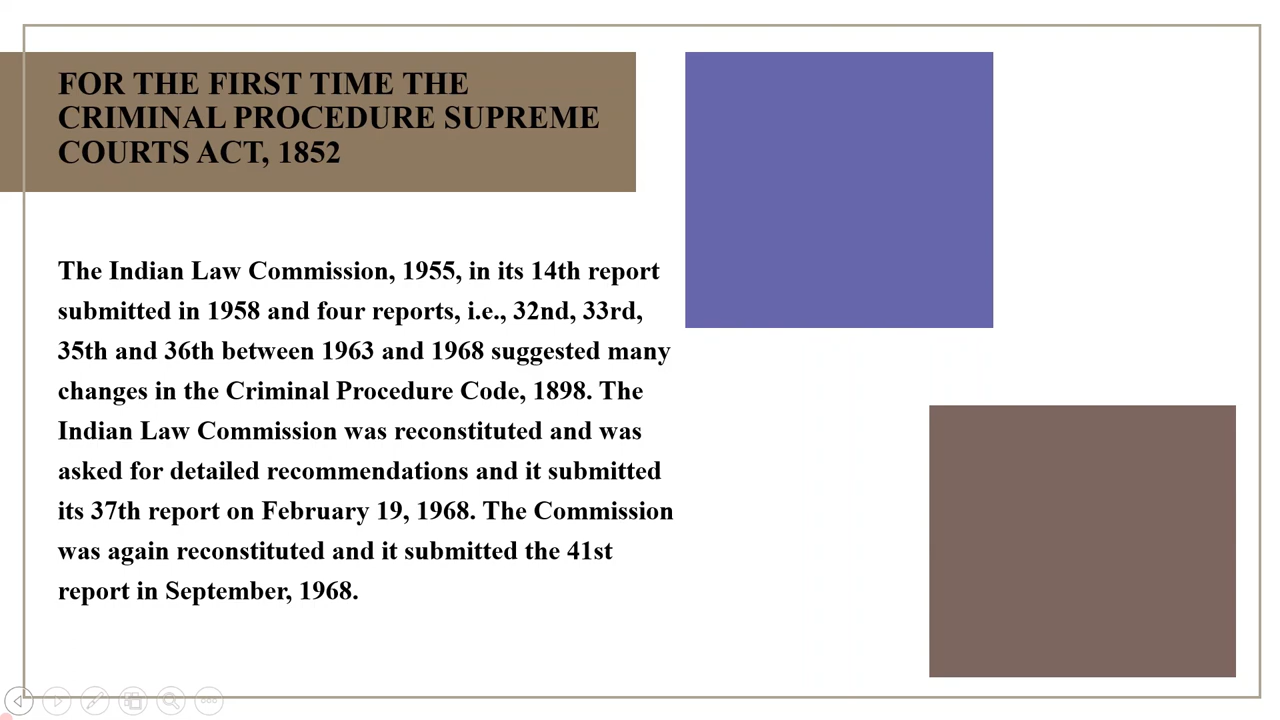 FOR THE FIRST TIME THE
CRIMINAL PROCEDURE SUPREME
COURTS ACT, 1852
The Indian Law Commission, 1955, in its 14th report
submitted in 1958 and four reports, i.e., 32nd, 33rd,
35th and 36th between 1963 and 1968 suggested many
changes in the Criminal Procedure Code, 1898. The
Indian Law Commission was reconstituted and was
asked for detailed recommendations and it submitted
its 37th report on February 19, 1968. The Commission
was again reconstituted and it submitted the 41st
report in September, 1968.